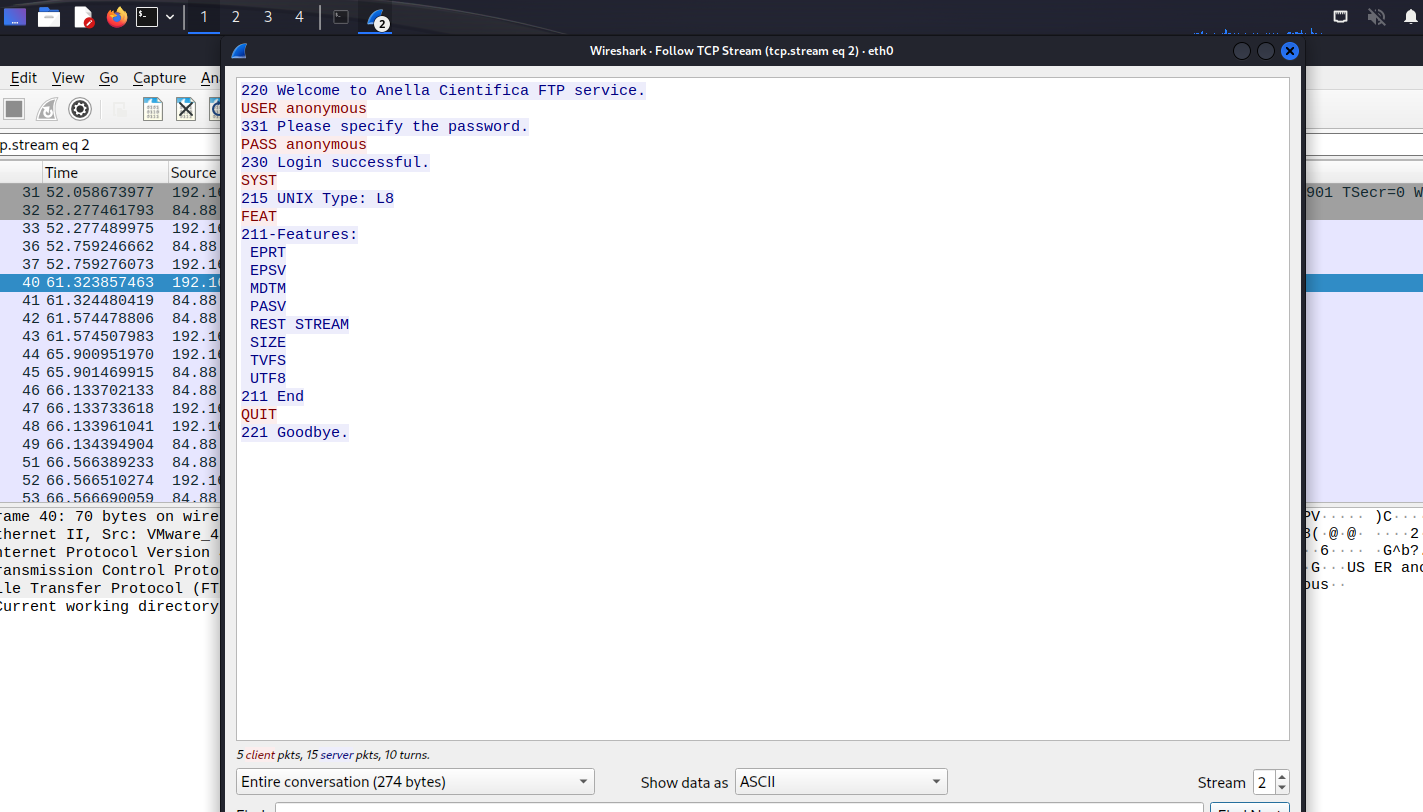 1 2 3 4 2
Wireshark · Follow TCP Stream (tcp.stream eq 2) · eth0
Edit View Go Capture
p.stream eq 2
Time Source
31 52.058673977 192.16
32 52.277461793 84.88
33 52.277489975 192.16
36 52.759246662 84.88
37 52.759276073 192.16
40 61.323857463 192.16
41 61.324480419 84.88
42 61.574478806 84.88
43 61.574507983 192.16
44 65.900951970 192.16
45 65.901469915 84.88
46 66.133702133 84.88
47 66.133733618 192.16
48 66.133961041 192.16
49 66.134394904 84.88
51 66.566389233 84.88
52 66.566510274 192.16
53 66.566690059 84.88
901 TSecr=0 W
rame 40: 70 bytes on wire
thernet II, Src: VMware_4
nternet Protocol Version
ransmission Control Proto
ile Transfer Protocol (FT
Current working directory
220 Welcome to Anella Cientifica FTP service.
USER anonymous
331 Please specify the password.
PASS anonymous
230 Login successful.
SYST
215 UNIX Type: L8
FEAT
211-Features:
EPRT
EPSV
MDTM
PASV
REST STREAM
SIZE
TVFS
UTF8
211 End
QUIT
221 Goodbye.
PV····· )C····
8(·@·@· ····2·
··6···· ·G^b?.
·G···US ER ano
ous··
5 client pkts, 15 server pkts, 10 turns.
Entire conversation (274 bytes) Show data as ASCII Stream 2